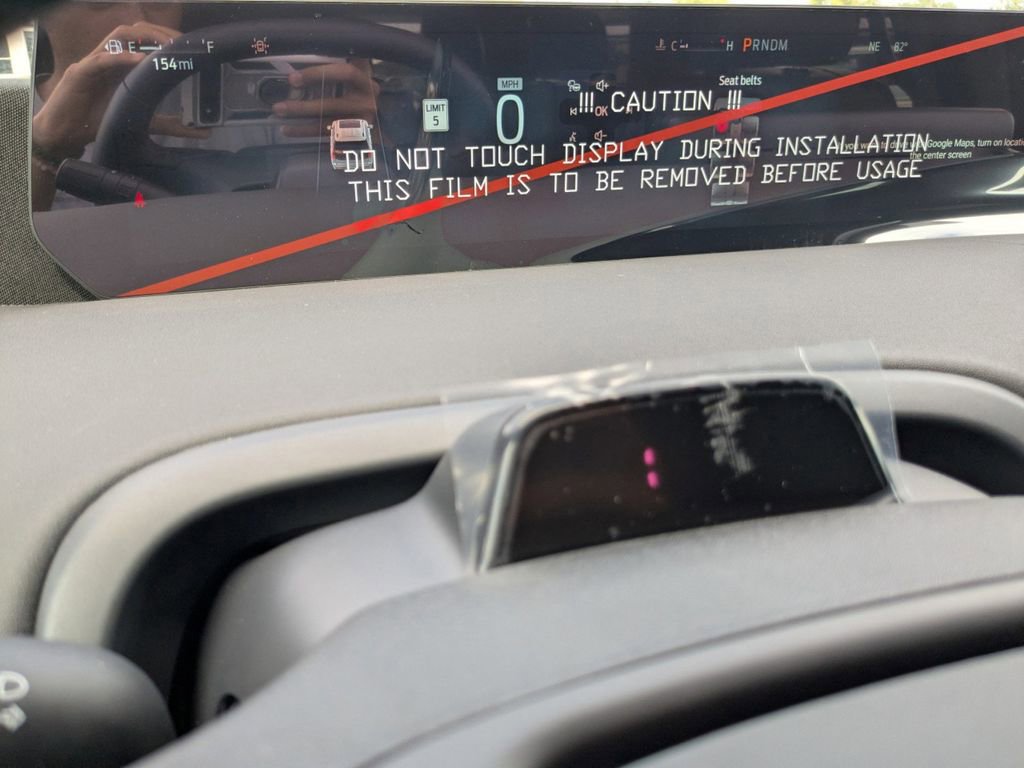 E F
154mi
C H PRNDM
NE 82°
Seat belts
LIMIT
5
MPH
0
OK
!!! CAUTION !!!
DO NOT TOUCH DISPLAY DURING INSTALLATION
THIS FILM IS TO BE REMOVED BEFORE USAGE
Google Maps, turn on
the center screen